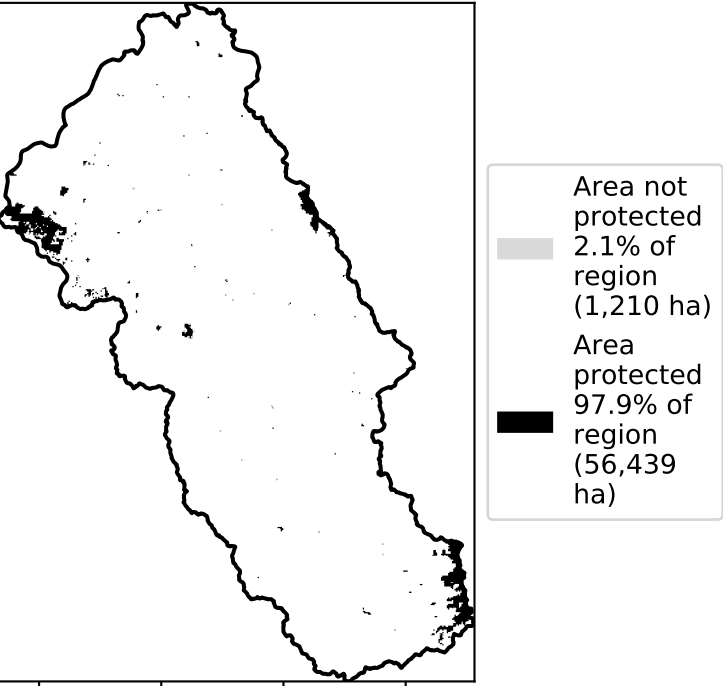 Area not
protected
2.1% of
region
(1,210 ha)
Area
protected
97.9% of
region
(56,439
ha)